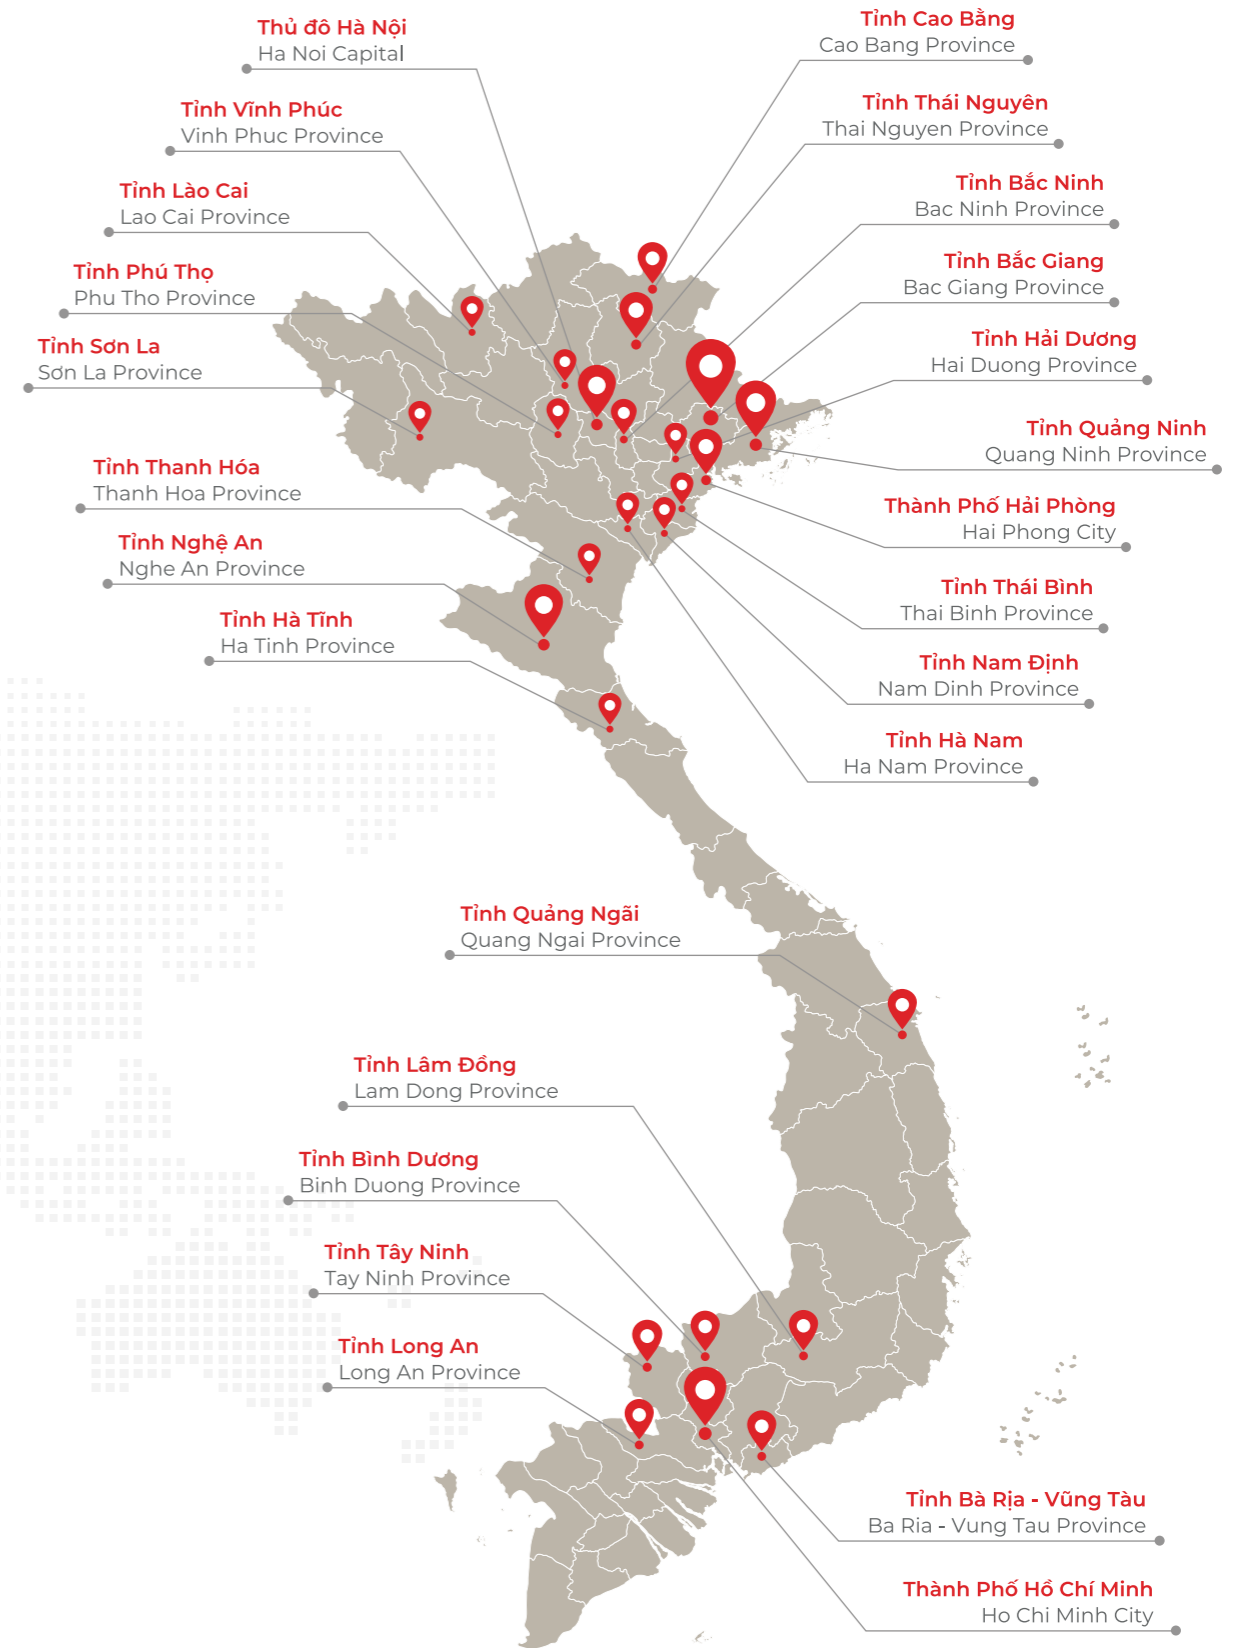 Thủ đô Hà Nội
Ha Noi Capital
Tỉnh Cao Bằng
Cao Bang Province
Tỉnh Vĩnh Phúc
Vinh Phuc Province
Tỉnh Thái Nguyên
Thai Nguyen Province
Tỉnh Lào Cai
Lao Cai Province
Tỉnh Bắc Ninh
Bac Ninh Province
Tỉnh Phú Thọ
Phu Tho Province
Tỉnh Bắc Giang
Bac Giang Province
Tỉnh Sơn La
Sơn La Province
Tỉnh Hải Dương
Hai Duong Province
Tỉnh Quảng Ninh
Quang Ninh Province
Tỉnh Thanh Hóa
Thanh Hoa Province
Thành Phố Hải Phòng
Hai Phong City
Tỉnh Nghệ An
Nghe An Province
Tỉnh Thái Bình
Thai Binh Province
Tỉnh Hà Tĩnh
Ha Tinh Province
Tỉnh Nam Định
Nam Dinh Province
Tỉnh Hà Nam
Ha Nam Province
Tỉnh Quảng Ngãi
Quang Ngai Province
Tỉnh Lâm Đồng
Lam Dong Province
Tỉnh Bình Dương
Binh Duong Province
Tỉnh Tây Ninh
Tay Ninh Province
Tỉnh Long An
Long An Province
Tỉnh Bà Rịa - Vũng Tàu
Ba Ria - Vung Tau Province
Thành Phố Hồ Chí Minh
Ho Chi Minh City